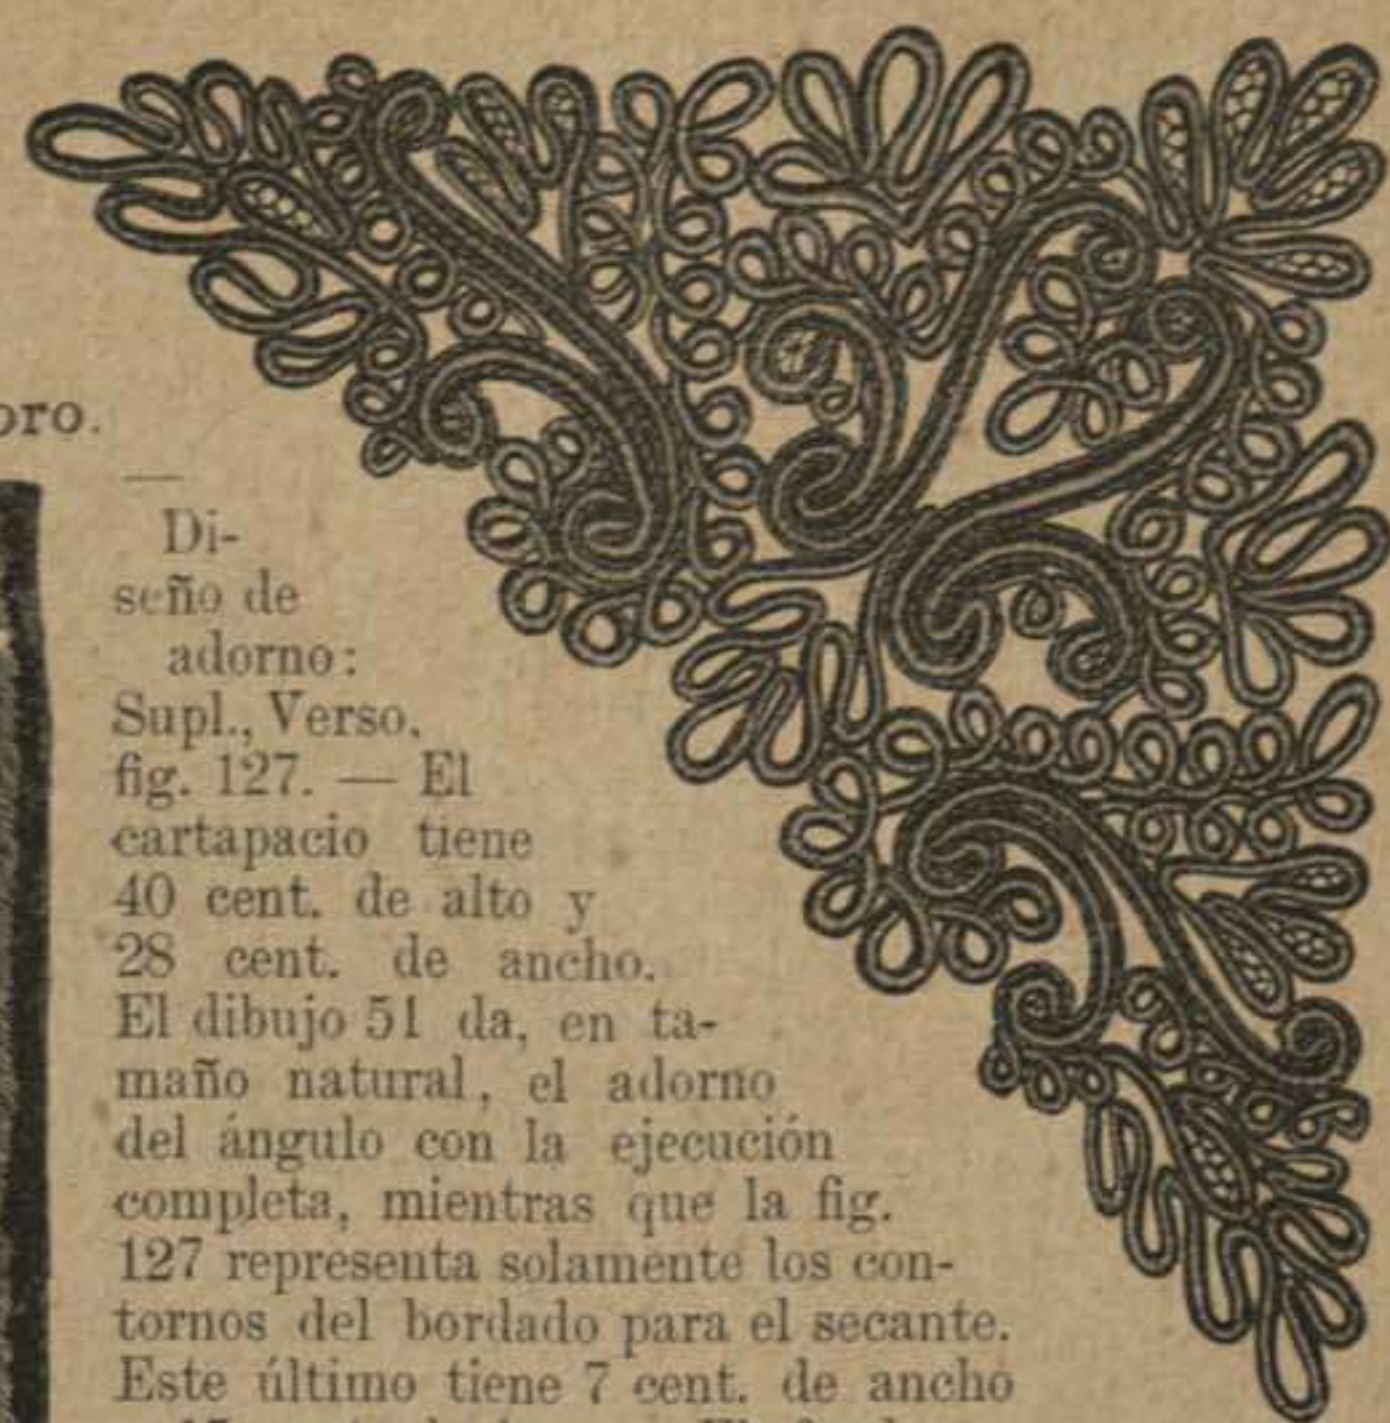 oro.
Di-
seño de
adorno:
Supl., Verso,
fig. 127. — El
cartapacio tiene
40 cent. de alto y
28 cent. de ancho.
El dibujo 51 da, en ta-
maño natural, el adorno
del ángulo con la ejecución
completa, mientras que la fig.
127 representa solamente los con-
tornos del bordado para el secante.
Este último tiene 7 cent. de ancho